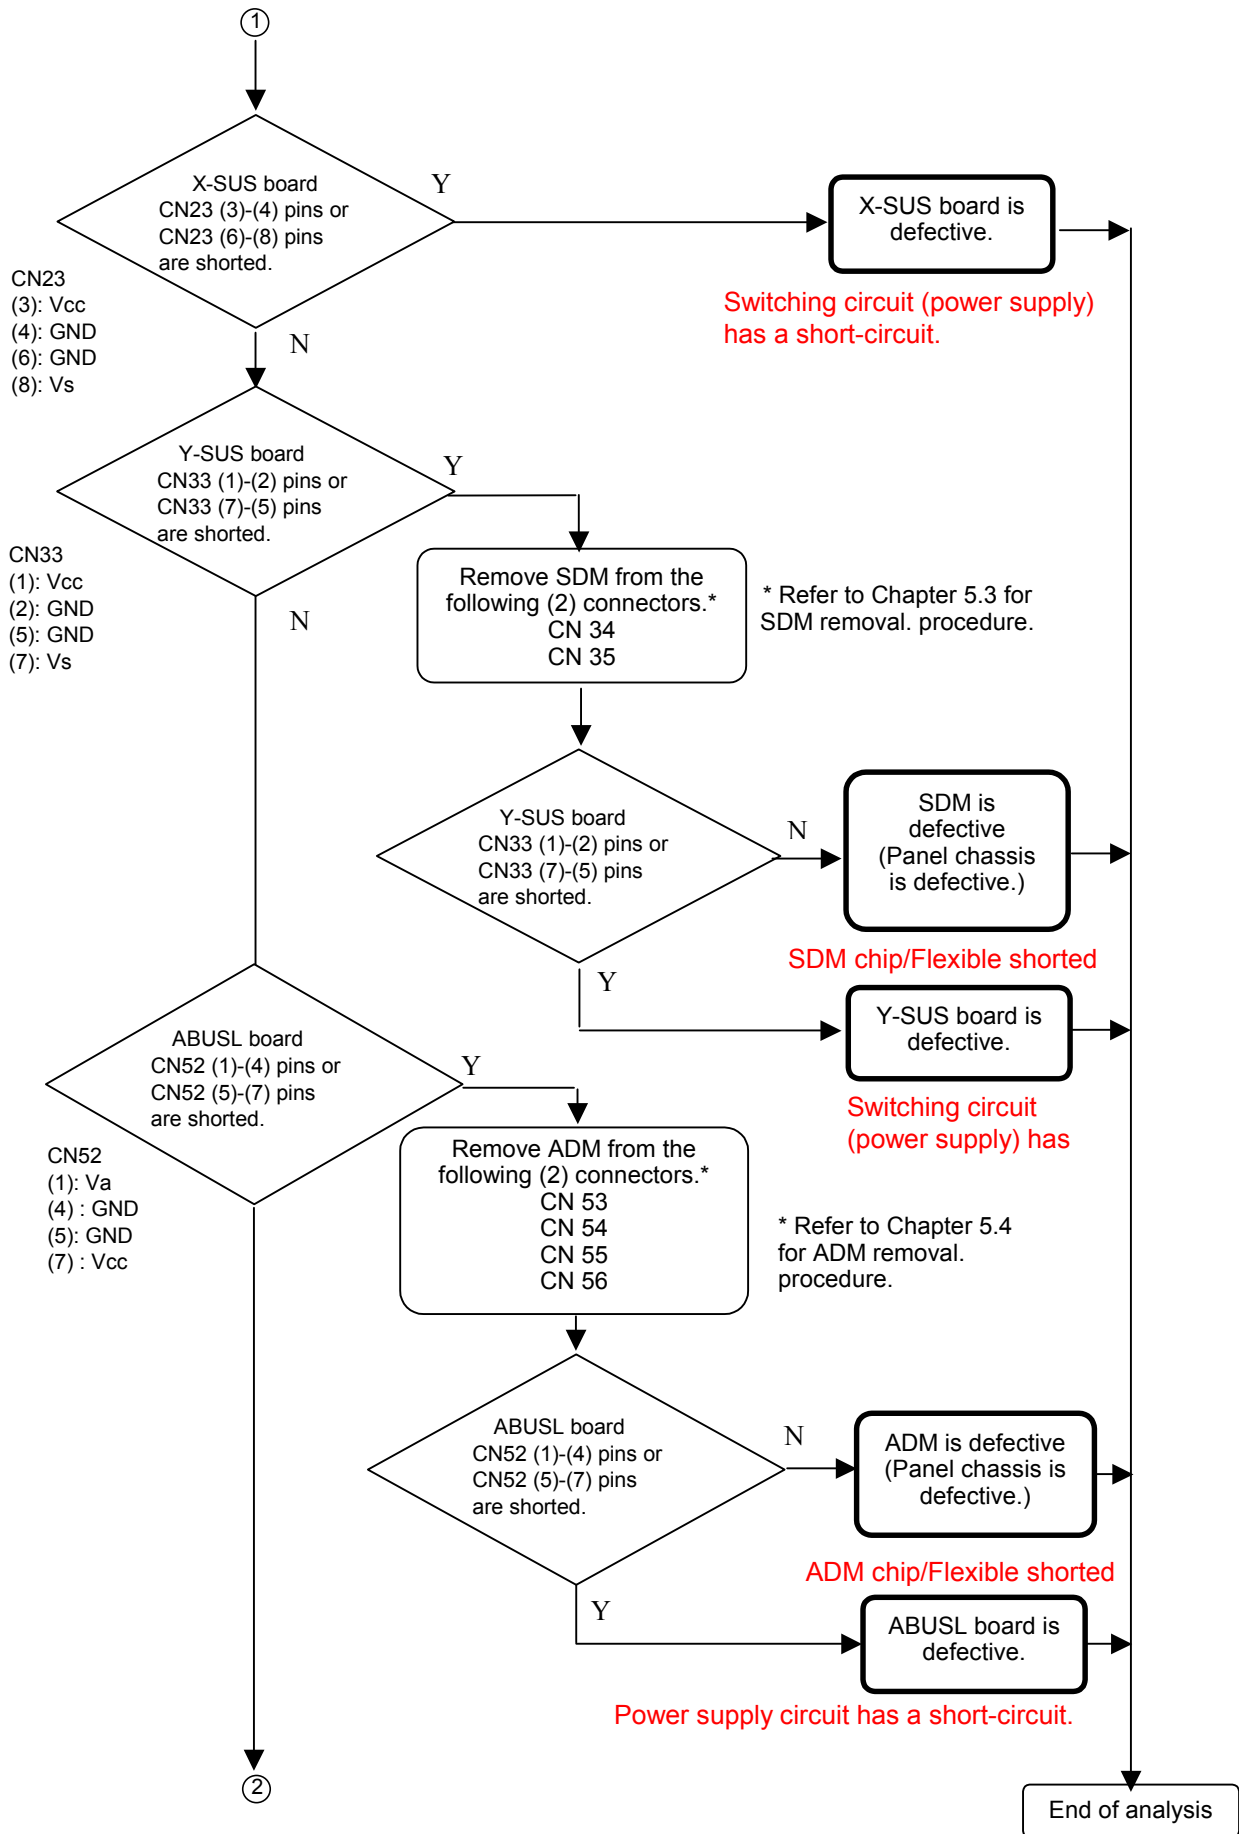 1
X-SUS board
CN23 (3)-(4) pins or
CN23 (6)-(8) pins
are shorted.
Y
X-SUS board is
defective.
CN23
(3): Vcc
(4): GND
(6): GND
(8): Vs
Switching circuit (power supply)
has a short-circuit.
N
Y-SUS board
CN33 (1)-(2) pins or
CN33 (7)-(5) pins
are shorted.
Y
CN33
(1): Vcc
(2): GND
(5): GND
(7): Vs
N
Remove SDM from the
following (2) connectors.*
CN 34
CN 35
* Refer to Chapter 5.3 for
SDM removal. procedure.
Y-SUS board
CN33 (1)-(2) pins or
CN33 (7)-(5) pins
are shorted.
N
SDM is
defective
(Panel chassis
is defective.)
SDM chip/Flexible shorted
Y
Y-SUS board is
defective.
Switching circuit
(power supply) has
ABUSL board
CN52 (1)-(4) pins or
CN52 (5)-(7) pins
are shorted.
Y
CN52
(1): Va
(4) : GND
(5): GND
(7) : Vcc
Remove ADM from the
following (2) connectors.*
CN 53
CN 54
CN 55
CN 56
* Refer to Chapter 5.4
for ADM removal.
procedure.
ABUSL board
CN52 (1)-(4) pins or
CN52 (5)-(7) pins
are shorted.
N
ADM is defective
(Panel chassis is
defective.)
ADM chip/Flexible shorted
Y
ABUSL board is
defective.
Power supply circuit has a short-circuit.
2
End of analysis